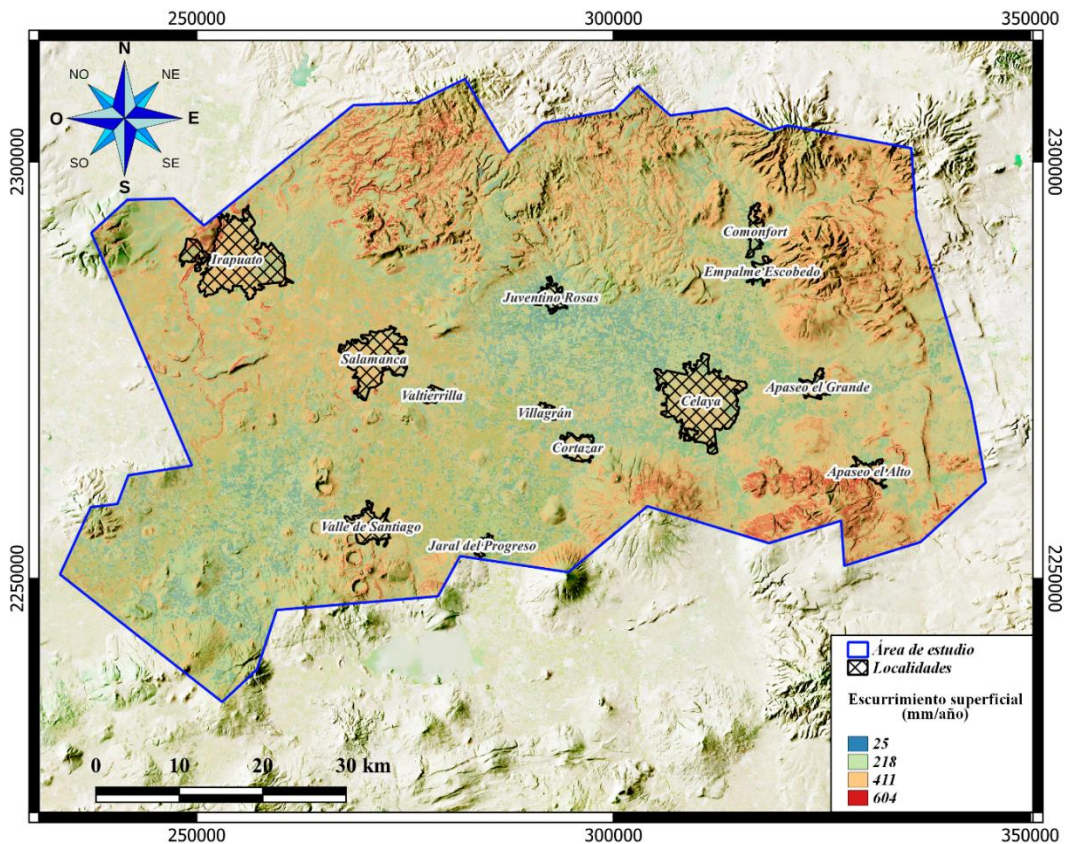 250000
300000
350000
N
NO
NE
O
E
SO
SE
S
2300000
2300000
Comonfort
Irapuato
Empalme Escobedo
Juventino Rosas
Salamanca
Apaseo el Grande
Valtierrilla
Celaya
Villagrán
Cortazar
Apaseo el Alto
Valle de Santiago
Jaral del Progreso
2250000
2250000
Área de estudio
Localidades
Escurrimiento superficial
(mm/año)
25
218
411
604
0 10 20 30 km
250000
300000
350000